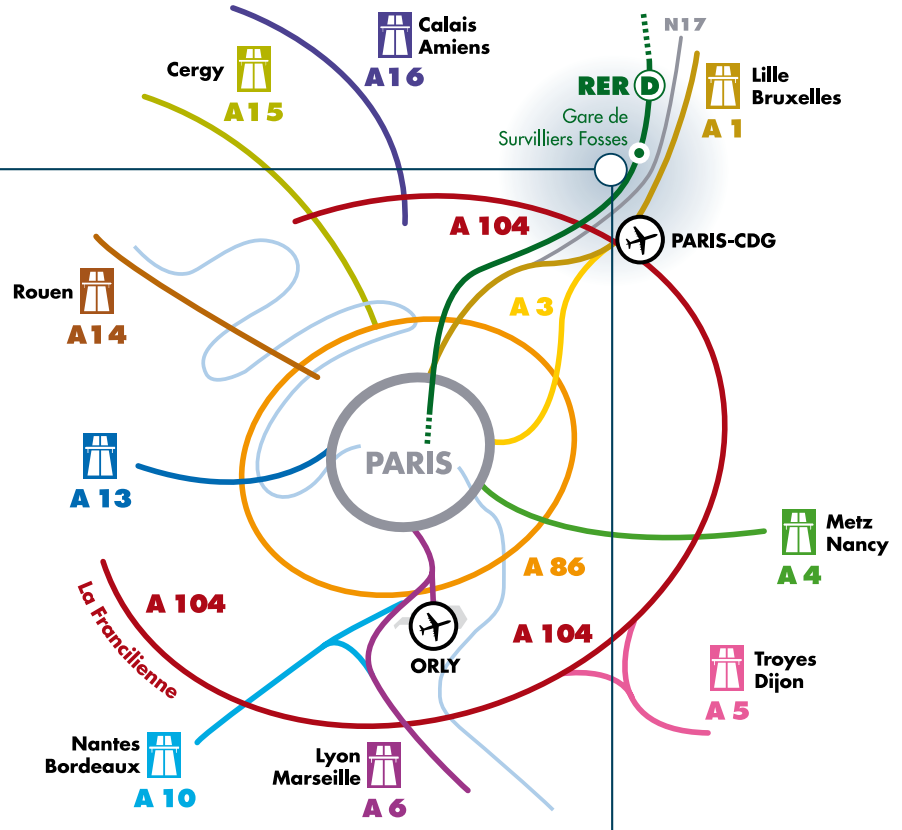 N17
Calais
Amiens
A16
Cergy
A15
RER D
Lille
Bruxelles
A 1
Gare de
Survilliers Fosses
A 104
PARIS-CDG
Rouen
A14
A 3
PARIS
A 13
Metz
Nancy
A 4
A 86
A 104
La Francilienne
A 104
ORLY
Troyes
Dijon
A 5
Nantes
Bordeaux
A 10
Lyon
Marseille
A 6